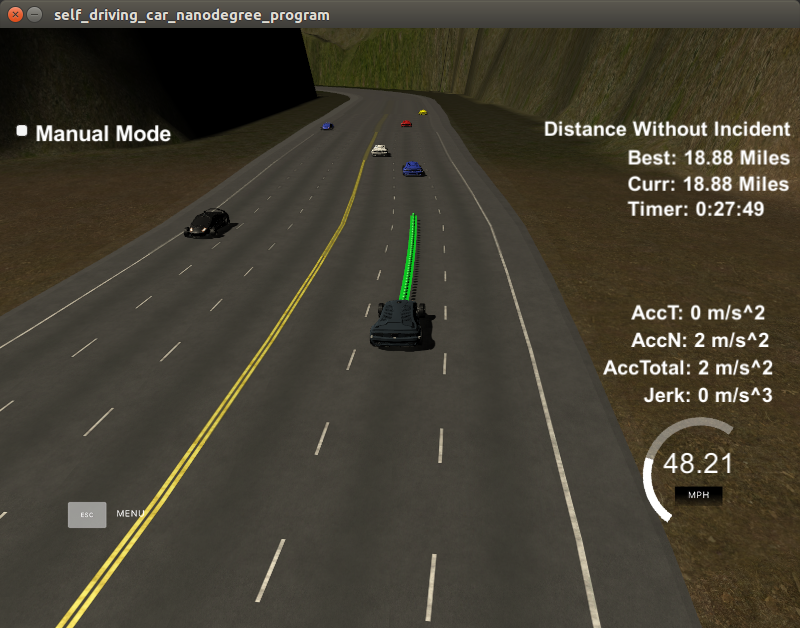 self_driving_car_nanodegree_program
Manual Mode
Distance Without Incident
Best: 18.88 Miles
Curr: 18.88 Miles
Timer: 0:27:49
AccT: 0 m/s^2
AccN: 2 m/s^2
AccTotal: 2 m/s^2
Jerk: 0 m/s^3
48.21
MPH
ESC MENU